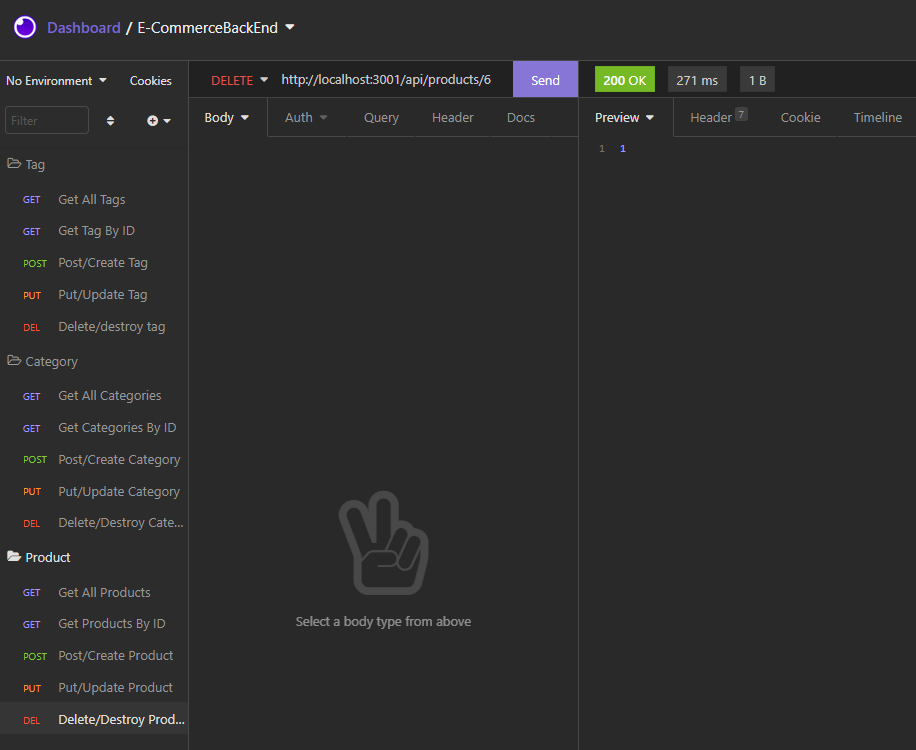 Dashboard / E-CommerceBackEnd
No Environment Cookies
DELETE http://localhost:3001/api/products/6 Send
200 OK 271 ms 1 B
Filter
Body Auth Query Header Docs
Preview Header 7 Cookie Timeline
1 1
Tag
GET Get All Tags
GET Get Tag By ID
POST Post/Create Tag
PUT Put/Update Tag
DEL Delete/destroy tag
Category
GET Get All Categories
GET Get Categories By ID
POST Post/Create Category
PUT Put/Update Category
DEL Delete/Destroy Cate...
Product
GET Get All Products
GET Get Products By ID
POST Post/Create Product
PUT Put/Update Product
DEL Delete/Destroy Prod...
Select a body type from above